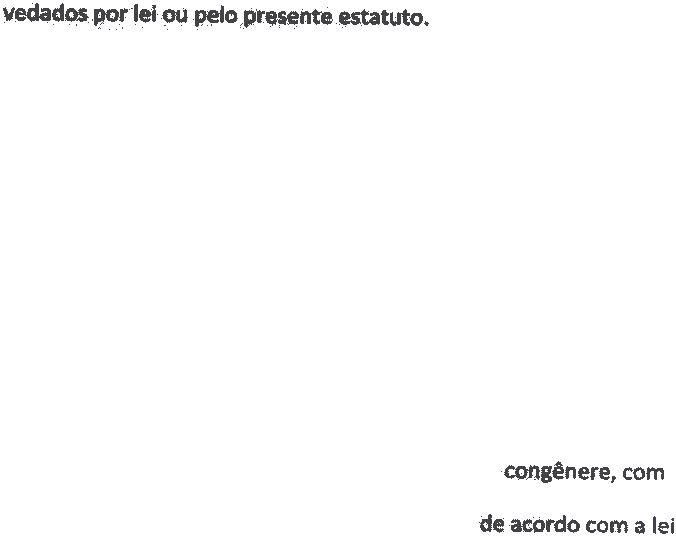 vedados por lei ou pelo presente estatuto.
congênere, com
de acordo com a lei